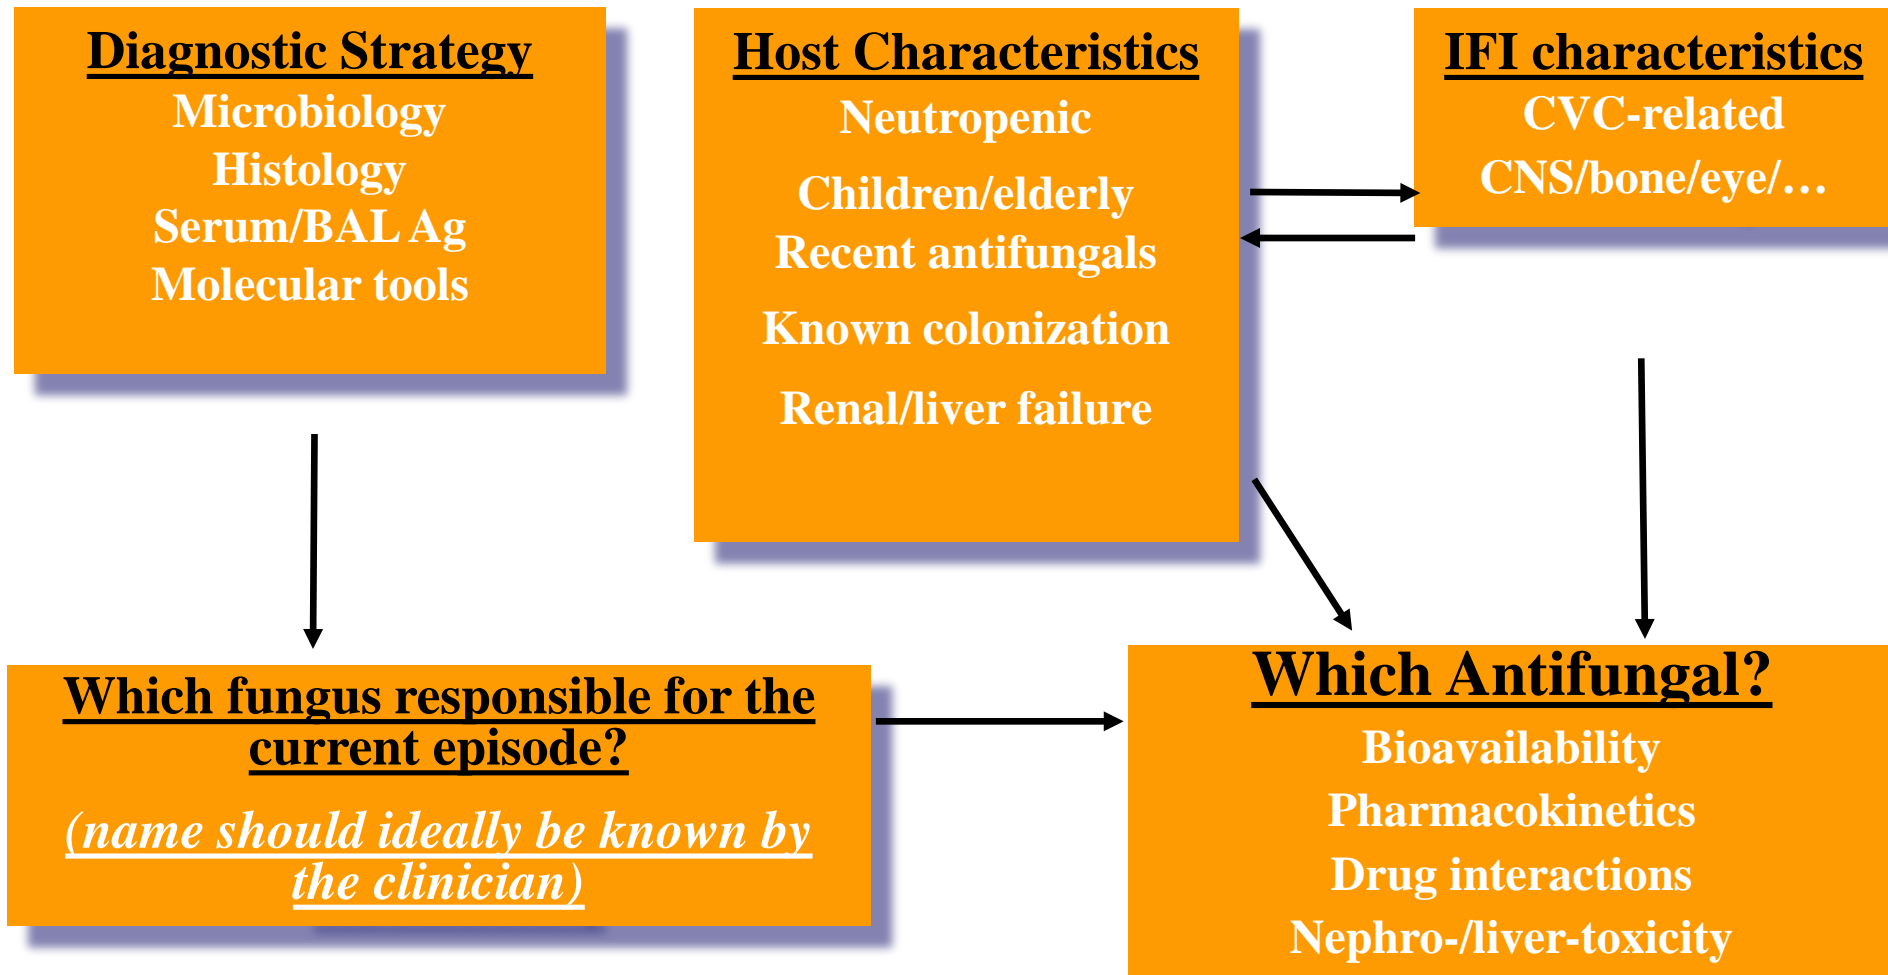 Diagnostic Strategy
Microbiology
Histology
Serum/BAL Ag
Molecular tools
Host Characteristics
Neutropenic
Children/elderly
Recent antifungals
Known colonization
Renal/liver failure
IFI characteristics
CVC-related
CNS/bone/eye/…
Which fungus responsible for the
current episode?
(name should ideally be known by
the clinician)
Which Antifungal?
Bioavailability
Pharmacokinetics
Drug interactions
Nephro-/liver-toxicity